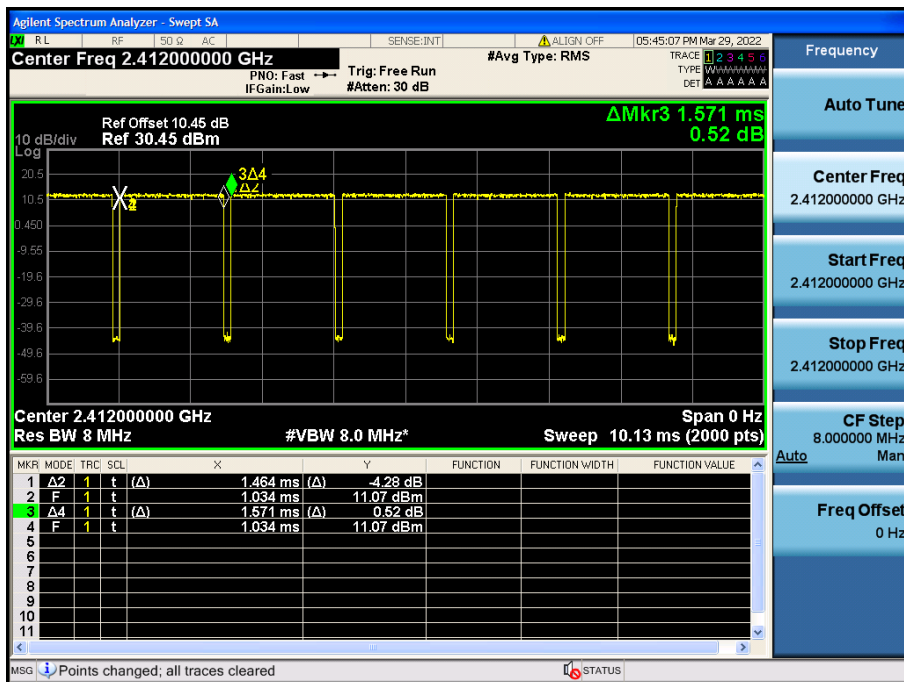 Agilent Spectrum Analyzer - Swept SA
LXI RL RF 50 Ω AC SENSE:INT ALIGN OFF 05:45:07 PM Mar 29, 2022
Center Freq 2.412000000 GHz
#Avg Type: RMS
TRACE 1 2 3 4 5 6
PNO: Fast Trig: Free Run
TYPE WWWWWW
IFGain:Low #Atten: 30 dB
DET A A A A A A
ΔMkr3 1.571 ms
0.52 dB
Ref Offset 10.45 dB
10 dB/div Ref 30.45 dBm
Log
20.5
10.5
0.450
-9.55
-19.6
-29.6
-39.6
-49.6
-59.6
3Δ4
Center 2.412000000 GHz Span 0 Hz
Res BW 8 MHz #VBW 8.0 MHz* Sweep 10.13 ms (2000 pts)
MKR MODE TRC SCL X Y FUNCTION FUNCTION WIDTH FUNCTION VALUE
1 Δ2 1 t (Δ) 1.464 ms (Δ) -4.28 dB
2 F 1 t 1.034 ms 11.07 dBm
3 Δ4 1 t (Δ) 1.571 ms (Δ) 0.52 dB
4 F 1 t 1.034 ms 11.07 dBm
5
6
7
8
9
10
11
MSG Points changed; all traces cleared STATUS
Frequency
Auto Tune
Center Freq
2.412000000 GHz
Start Freq
2.412000000 GHz
Stop Freq
2.412000000 GHz
CF Step
8.000000 MHz
Auto Man
Freq Offset
0 Hz